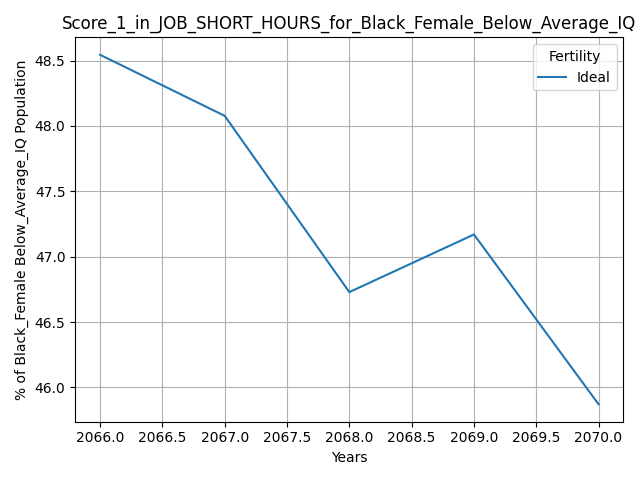 Score_1_in_JOB_SHORT_HOURS_for_Black_Female_Below_Average_IQ
% of Black_Female Below_Average_IQ Population
48.5
48.0
47.5
47.0
46.5
46.0
Fertility
Ideal
2066.0 2066.5 2067.0 2067.5 2068.0 2068.5 2069.0 2069.5 2070.0
Years